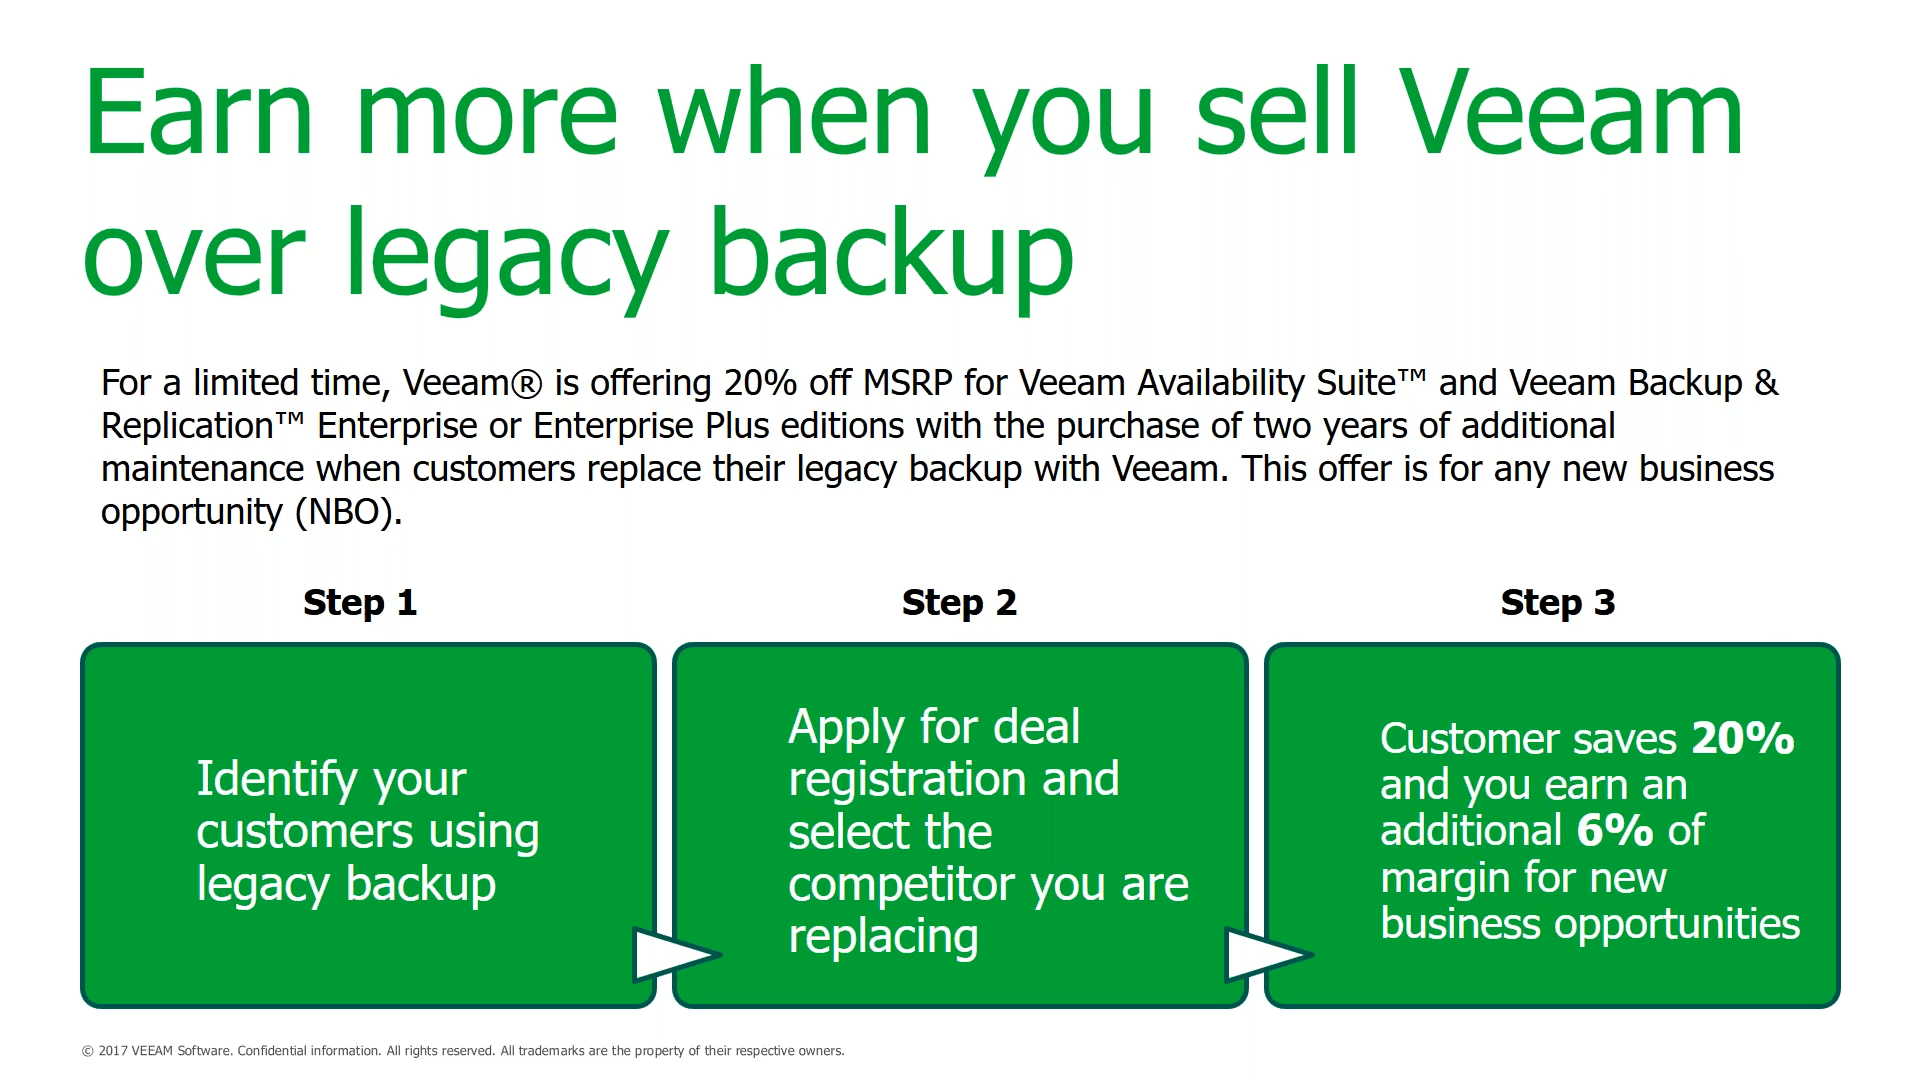 Earn more when you sell Veeam
over legacy backup
For a limited time, Veeam® is offering 20% off MSRP for Veeam Availability Suite™ and Veeam Backup &
Replication™ Enterprise or Enterprise Plus editions with the purchase of two years of additional
maintenance when customers replace their legacy backup with Veeam. This offer is for any new business
opportunity (NBO).
Step 1
Identify your
customers using
legacy backup
Step 2
Apply for deal
registration and
select the
competitor you are
replacing
Step 3
Customer saves 20%
and you earn an
additional 6% of
margin for new
business opportunities
© 2017 VEEAM Software. Confidential information. All rights reserved. All trademarks are the property of their respective owners.